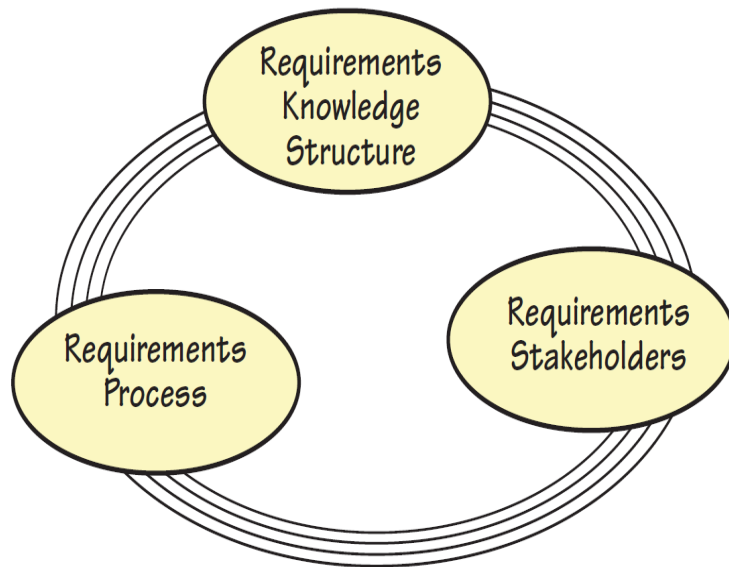 Requirements
Knowledge
Structure
Requirements
Stakeholders
Requirements
Process